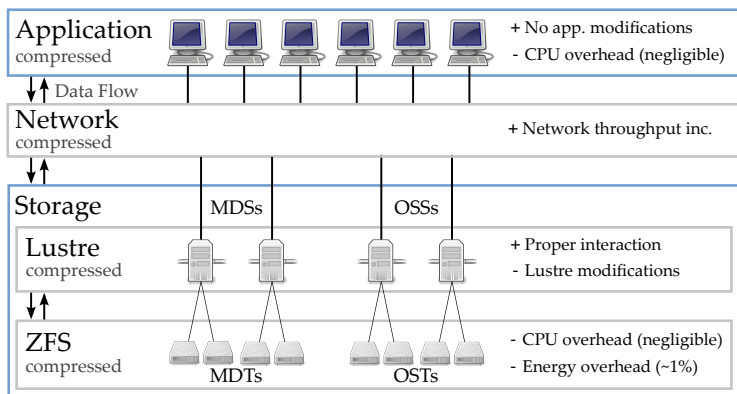 Application
compressed
+ No app. modifications
- CPU overhead (negligible)
Data Flow
Network
compressed
+ Network throughput inc.
Storage
MDSs
OSSs
Lustre
compressed
+ Proper interaction
- Lustre modifications
ZFS
compressed
MDTs
OSTs
- CPU overhead (negligible)
- Energy overhead (~1%)